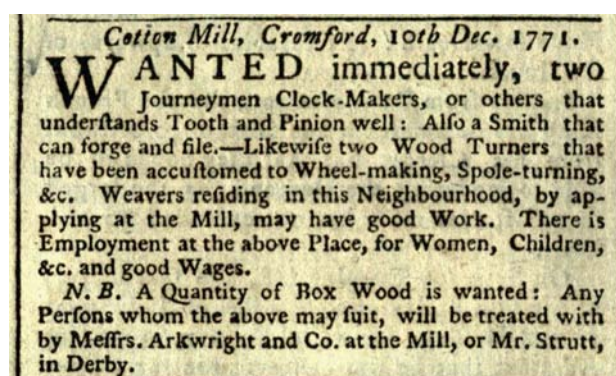 Cotton Mill, Cromford, 10th Dec. 1771.
WANTED immediately, two
Journeymen Clock-Makers, or others that
underſtands Tooth and Pinion well: Alſo a Smith that
can forge and file.—Likewiſe two Wood Turners that
have been accuſtomed to Wheel-making, Spole-turning,
&c. Weavers reſiding in this Neighbourhood, by ap-
plying at the Mill, may have good Work. There is
Employment at the above Place, for Women, Children,
&c. and good Wages.
N. B. A Quantity of Box Wood is wanted: Any
Perſons whom the above may ſuit, will be treated with
by Meſſrs. Arkwright and Co. at the Mill, or Mr. Strutt,
in Derby.